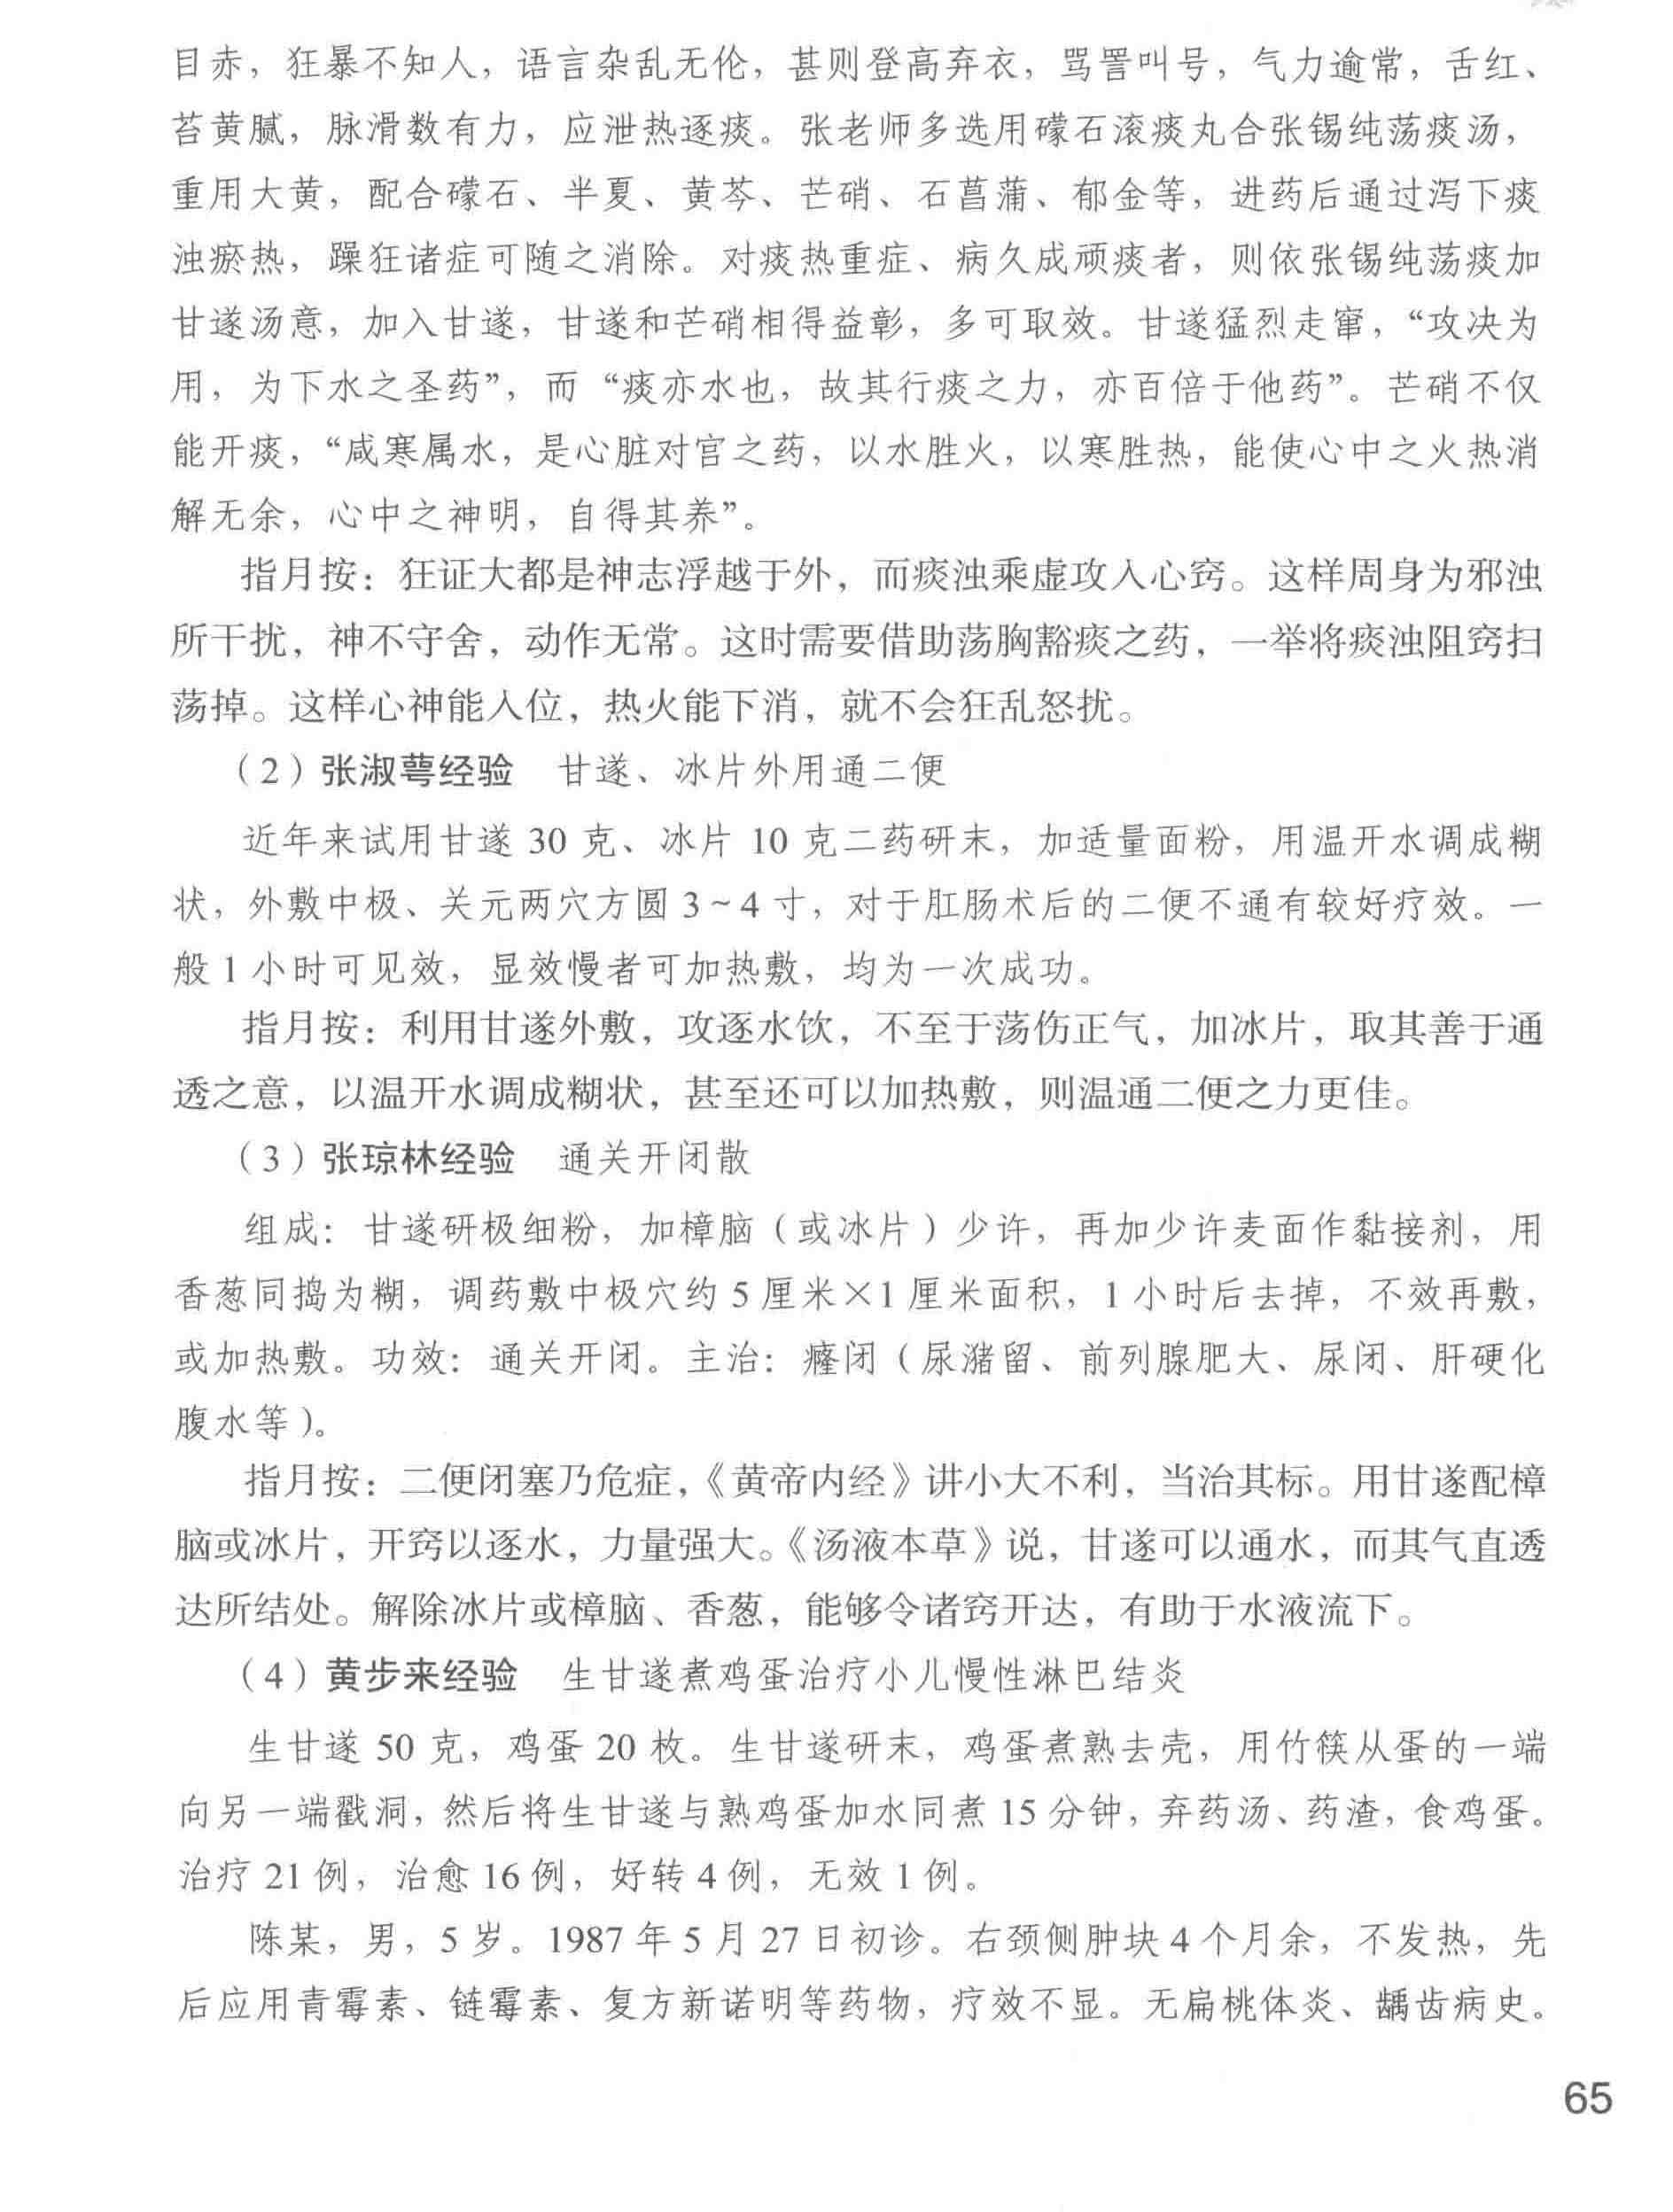 目赤，狂暴不知人，语言杂乱无伦，甚则登高弃衣，骂詈叫号，气力逾常，舌红、
苔黄腻，脉滑数有力，应泄热逐痰。张老师多选用礞石滚痰丸合张锡纯荡痰汤，
重用大黄，配合礞石、半夏、黄芩、芒硝、石菖蒲、郁金等，进药后通过泻下痰
浊瘀热，躁狂诸症可随之消除。对痰热重症、病久成顽痰者，则依张锡纯荡痰加
甘遂汤意，加入甘遂，甘遂和芒硝相得益彰，多可取效。甘遂猛烈走窜，“攻决为
用，为下水之圣药”，而“痰亦水也，故其行痰之力，亦百倍于他药”。芒硝不仅
能开痰，“咸寒属水，是心脏对宫之药，以水胜火，以寒胜热，能使心中之火热消
解无余，心中之神明，自得其养”。
指月按：狂证大都是神志浮越于外，而痰浊乘虚攻入心窍。这样周身为邪浊
所干扰，神不守舍，动作无常。这时需要借助荡胸豁痰之药，一举将痰浊阻窍扫
荡掉。这样心神能入位，热火能下消，就不会狂乱怒扰。
（2）张淑萼经验　甘遂、冰片外用通二便
近年来试用甘遂 30 克、冰片 10 克二药研末，加适量面粉，用温开水调成糊
状，外敷中极、关元两穴方圆 3～4 寸，对于肛肠术后的二便不通有较好疗效。一
般 1 小时可见效，显效慢者可加热敷，均为一次成功。
指月按：利用甘遂外敷，攻逐水饮，不至于荡伤正气，加冰片，取其善于通
透之意，以温开水调成糊状，甚至还可以加热敷，则温通二便之力更佳。
（3）张琼林经验　通关开闭散
组成：甘遂研极细粉，加樟脑（或冰片）少许，再加少许麦面作黏接剂，用
香葱同捣为糊，调药敷中极穴约 5 厘米×1 厘米面积，1 小时后去掉，不效再敷，
或加热敷。功效：通关开闭。主治：癃闭（尿潴留、前列腺肥大、尿闭、肝硬化
腹水等）。
指月按：二便闭塞乃危症，《黄帝内经》讲小大不利，当治其标。用甘遂配樟
脑或冰片，开窍以逐水，力量强大。《汤液本草》说，甘遂可以通水，而其气直透
达所结处。解除冰片或樟脑、香葱，能够令诸窍开达，有助于水液流下。
（4）黄步来经验　生甘遂煮鸡蛋治疗小儿慢性淋巴结炎
生甘遂 50 克，鸡蛋 20 枚。生甘遂研末，鸡蛋煮熟去壳，用竹筷从蛋的一端
向另一端戳洞，然后将生甘遂与熟鸡蛋加水同煮 15 分钟，弃药汤、药渣，食鸡蛋。
治疗 21 例，治愈 16 例，好转 4 例，无效 1 例。
陈某，男，5 岁。1987 年 5 月 27 日初诊。右颈侧肿块 4 个月余，不发热，先
后应用青霉素、链霉素、复方新诺明等药物，疗效不显。无扁桃体炎、龋齿病史。
65